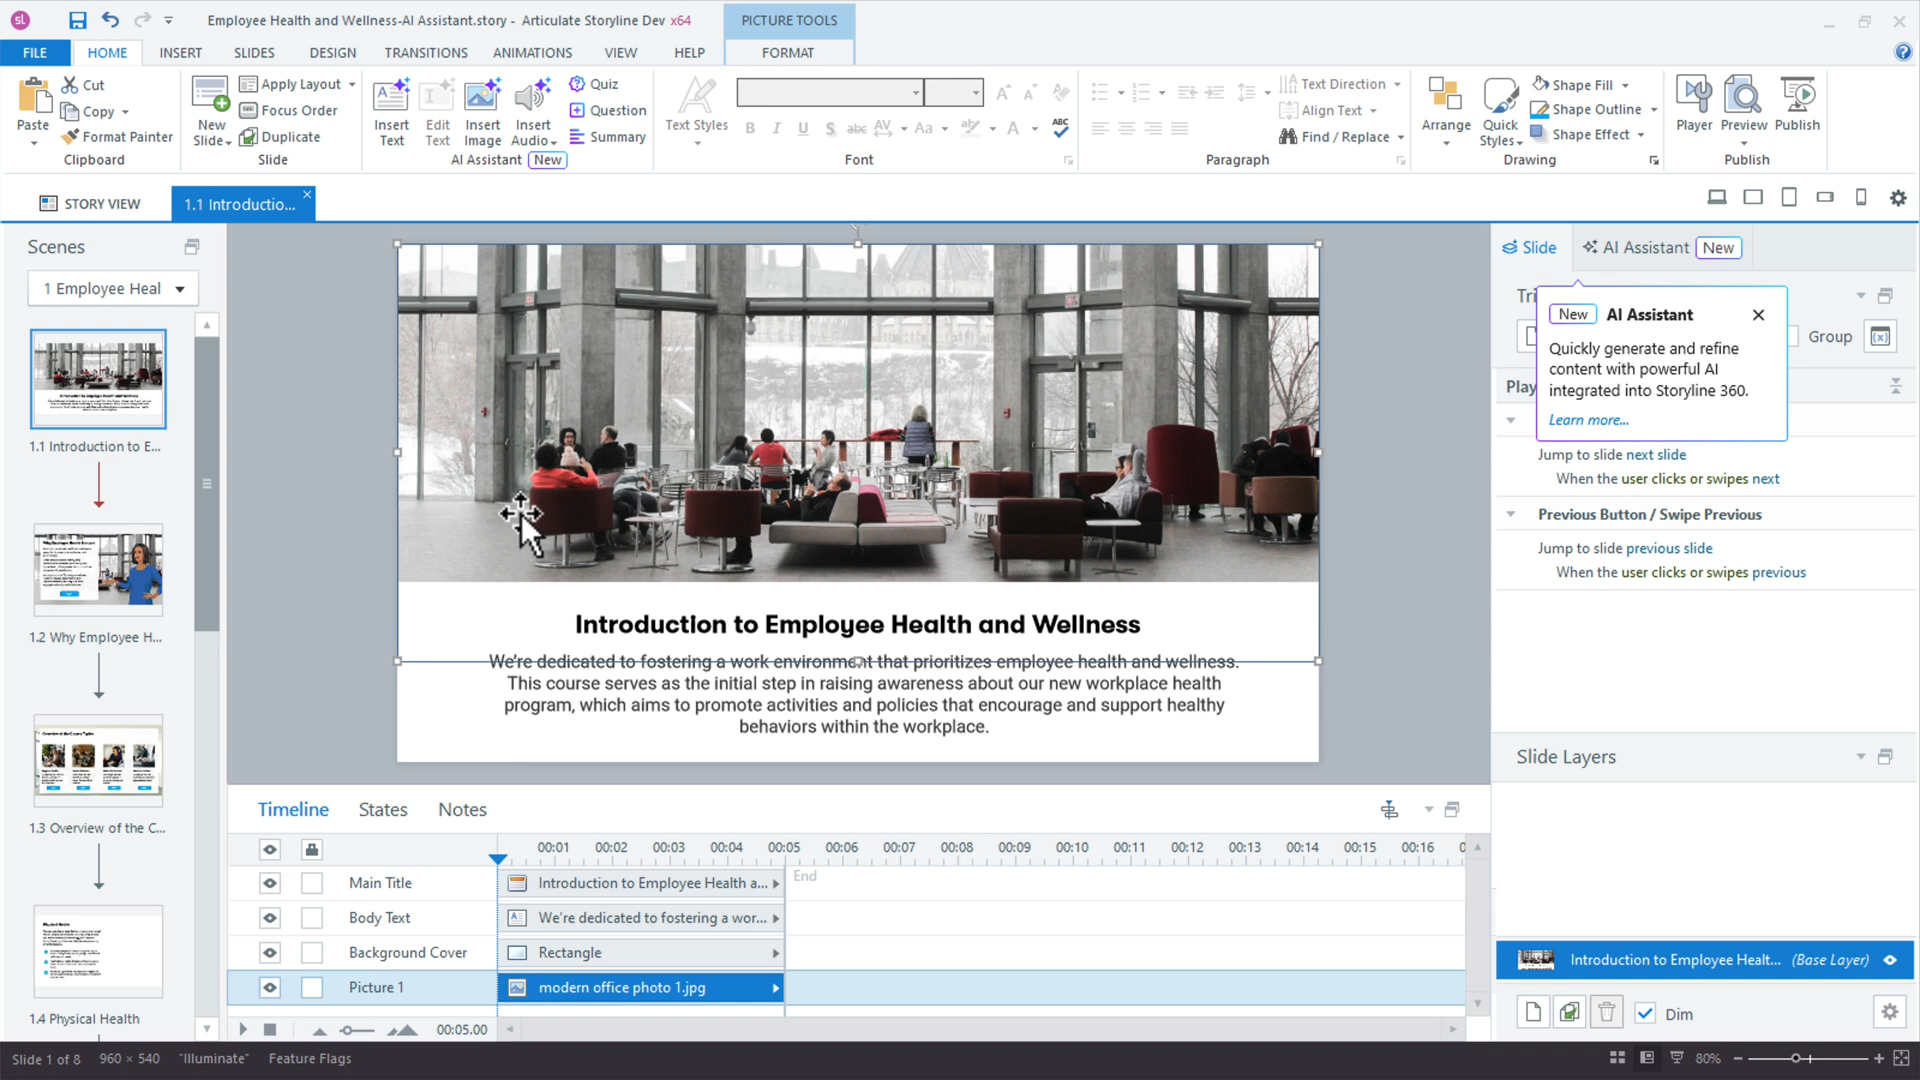 sl
Employee Health and Wellness-AI Assistant.story - Articulate Storyline Dev x64
PICTURE TOOLS
FILE
HOME
INSERT
SLIDES
DESIGN
TRANSITIONS
ANIMATIONS
VIEW
HELP
FORMAT
Paste
Cut
Copy
Format Painter
Clipboard
New Slide
Apply Layout
Focus Order
Duplicate
Slide
Insert Text
Edit Text
Insert Image
Insert Audio
Quiz
Question
Summary
AI Assistant New
Text Styles
B I U S abc AV Aa A ABC
Font
Text Direction
Align Text
Find / Replace
Paragraph
Arrange
Quick Styles
Shape Fill
Shape Outline
Shape Effect
Drawing
Player
Preview
Publish
Publish
STORY VIEW
1.1 Introductio...
Scenes
1 Employee Heal
1.1 Introduction to E...
1.2 Why Employee H...
1.3 Overview of the C...
1.4 Physical Health
Introduction to Employee Health and Wellness
We're dedicated to fostering a work environment that prioritizes employee health and wellness.
This course serves as the initial step in raising awareness about our new workplace health
program, which aims to promote activities and policies that encourage and support healthy
behaviors within the workplace.
Slide
AI Assistant New
Tri
New AI Assistant
Quickly generate and refine
content with powerful AI
integrated into Storyline 360.
Learn more...
Group
Play
Jump to slide next slide
When the user clicks or swipes next
Previous Button / Swipe Previous
Jump to slide previous slide
When the user clicks or swipes previous
Slide Layers
Introduction to Employee Healt... (Base Layer)
Dim
Timeline
States
Notes
00:01 00:02 00:03 00:04 00:05 00:06 00:07 00:08 00:09 00:10 00:11 00:12 00:13 00:14 00:15 00:16 0
Main Title
Introduction to Employee Health a...
End
Body Text
We're dedicated to fostering a wor...
Background Cover
Rectangle
Picture 1
modern office photo 1.jpg
00:05.00
Slide 1 of 8
960 × 540
"Illuminate"
Feature Flags
80%